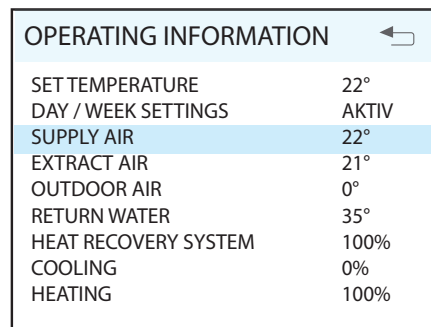 OPERATING INFORMATION
SET TEMPERATURE 22°
DAY / WEEK SETTINGS AKTIV
SUPPLY AIR 22°
EXTRACT AIR 21°
OUTDOOR AIR 0°
RETURN WATER 35°
HEAT RECOVERY SYSTEM 100%
COOLING 0%
HEATING 100%